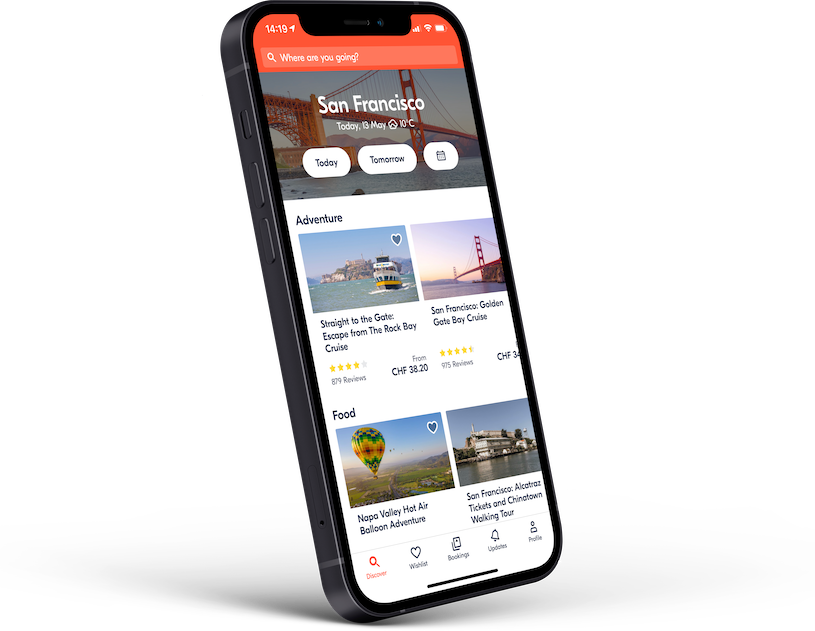 14:19
Where are you going?
San Francisco
Today, 13 May 10°C
Today
Tomorrow
Adventure
Straight to the Gate:
Escape from The Rock Bay
Cruise
879 Reviews
From
CHF 38.20
San Francisco: Golden
Gate Bay Cruise
975 Reviews
CHF 34
Food
Napa Valley Hot Air
Balloon Adventure
San Francisco: Alcatraz
Tickets and Chinatown
Walking Tour
Discover
Wishlist
Bookings
Updates
Profile